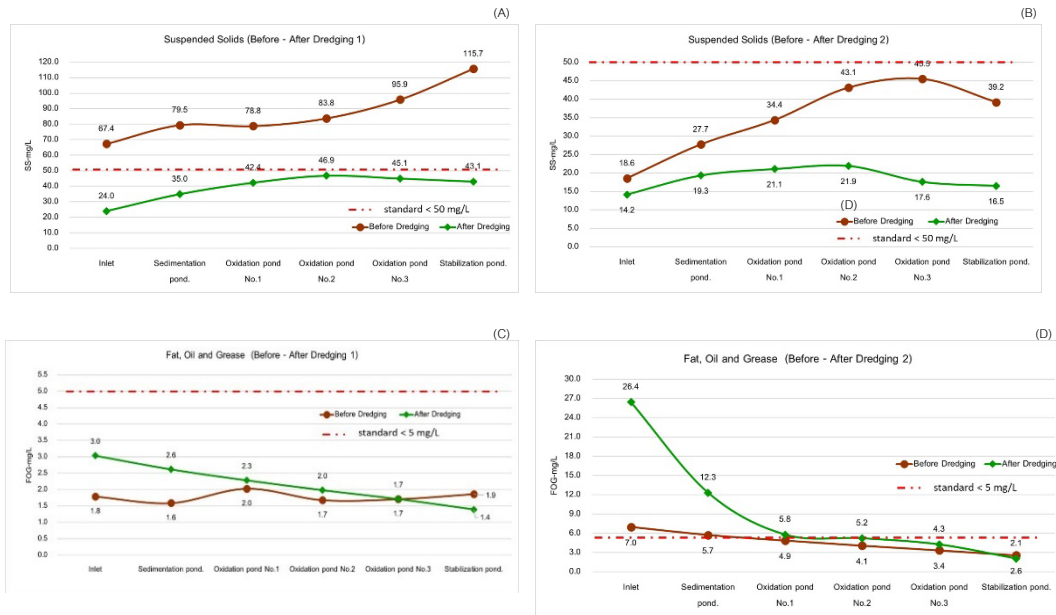 (A)
Suspended Solids (Before - After Dredging 1)
120.0
110.0
100.0
90.0
80.0
70.0
60.0
50.0
40.0
30.0
20.0
10.0
0.0
SS-mg/L
67.4
79.5
78.8
83.8
95.9
115.7
24.0
35.0
42.4
46.9
45.1
43.1
standard < 50 mg/L
Before Dredging
After Dredging
Inlet
Sedimentation pond.
Oxidation pond No.1
Oxidation pond No.2
Oxidation pond No.3
Stabilization pond.
(B)
Suspended Solids (Before - After Dredging 2)
50.0
45.0
40.0
35.0
30.0
25.0
20.0
15.0
10.0
5.0
0.0
SS-mg/L
18.6
27.7
34.4
43.1
39.2
14.2
19.3
21.1
21.9
17.6
16.5
(D)
Before Dredging
After Dredging
standard < 50 mg/L
Inlet
Sedimentation pond.
Oxidation pond No.1
Oxidation pond No.2
Oxidation pond No.3
Stabilization pond.
(C)
Fat, Oil and Grease (Before - After Dredging 1)
5.5
5.0
4.5
4.0
3.5
3.0
2.5
2.0
1.5
1.0
0.5
0.0
FOG-mg/L
Before Dredging
After Dredging
standard < 5 mg/L
3.0
2.6
2.3
2.0
1.7
1.9
1.8
1.6
2.0
1.7
1.7
1.4
Inlet
Sedimentation pond.
Oxidation pond No.1
Oxidation pond No.2
Oxidation pond No.3
Stabilization pond.
(D)
Fat, Oil and Grease (Before - After Dredging 2)
30.0
27.0
24.0
21.0
18.0
15.0
12.0
9.0
6.0
3.0
0.0
FOG-mg/L
26.4
12.3
5.8
5.2
4.3
2.1
7.0
5.7
4.9
4.1
3.4
2.6
Before Dredging
After Dredging
standard < 5 mg/L
Inlet
Sedimentation pond.
Oxidation pond No.1
Oxidation pond No.2
Oxidation pond No.3
Stabilization pond.